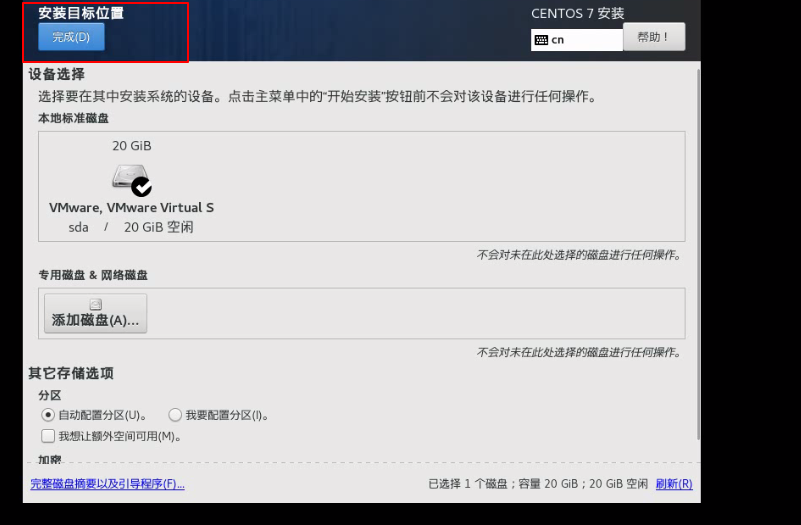 安装目标位置
CENTOS 7 安装
完成(D)
cn
帮助！
设备选择
选择要在其中安装系统的设备。点击主菜单中的“开始安装”按钮前不会对该设备进行任何操作。
本地标准磁盘
20 GiB
VMware, VMware Virtual S
sda / 20 GiB 空闲
不会对未在此处选择的磁盘进行任何操作。
专用磁盘 & 网络磁盘
添加磁盘(A)...
不会对未在此处选择的磁盘进行任何操作。
其它存储选项
分区
自动配置分区(U)。 我要配置分区(I)。
我想让额外空间可用(M)。
加密
完整磁盘摘要以及引导程序(F)...
已选择 1 个磁盘；容量 20 GiB；20 GiB 空闲 刷新(R)